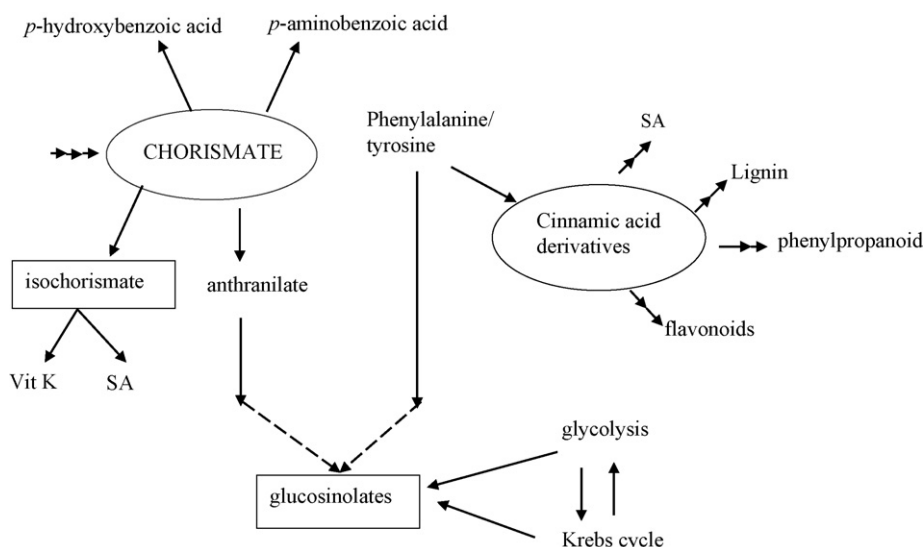 p-hydroxybenzoic acid
p-aminobenzoic acid
CHORISMATE
Phenylalanine/
tyrosine
SA
Lignin
Cinnamic acid
derivatives
phenylpropanoid
flavonoids
isochorismate
anthranilate
Vit K
SA
glycolysis
glucosinolates
Krebs cycle